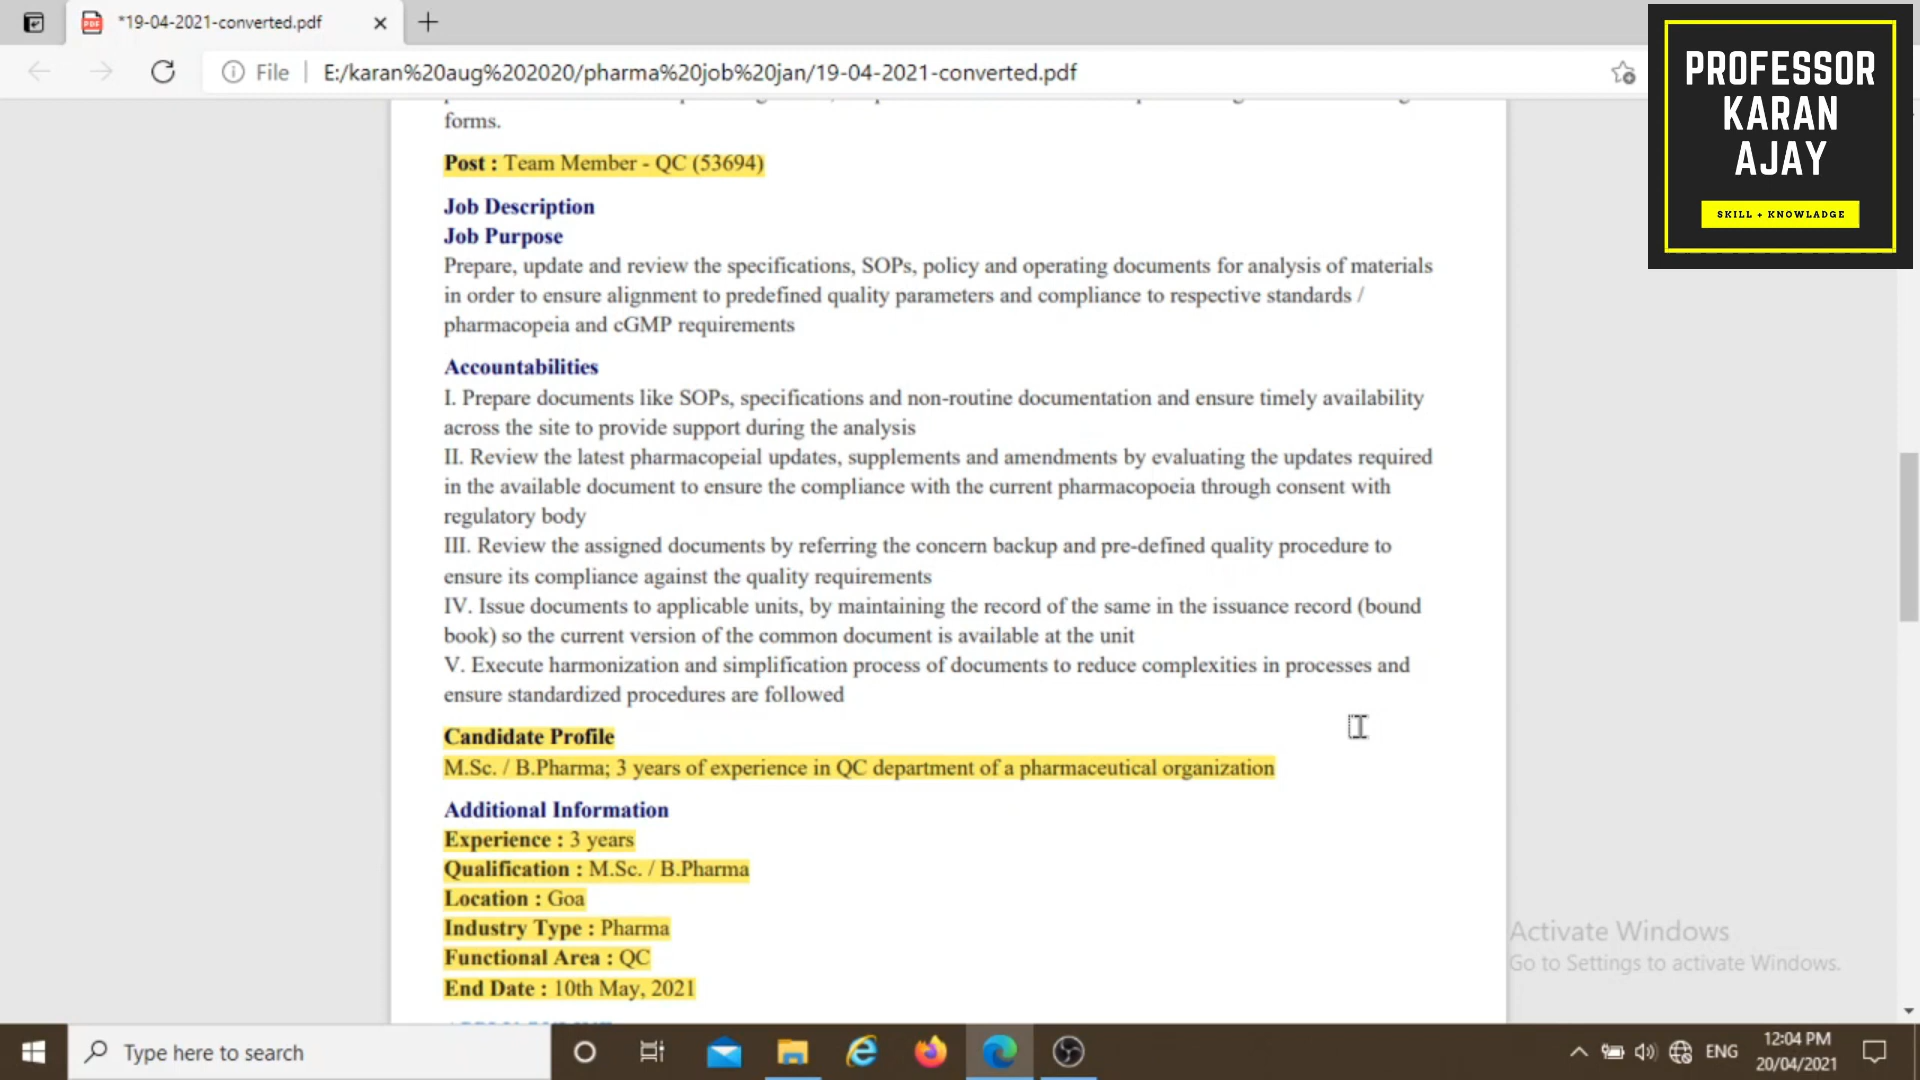 *19-04-2021-converted.pdf
File
E:/karan%20aug%202020/pharma%20job%20jan/19-04-2021-converted.pdf
PROFESSOR
KARAN
AJAY
SKILL + KNOWLADGE
forms.
Post : Team Member - QC (53694)
Job Description
Job Purpose
Prepare, update and review the specifications, SOPs, policy and operating documents for analysis of materials
in order to ensure alignment to predefined quality parameters and compliance to respective standards /
pharmacopeia and cGMP requirements
Accountabilities
I. Prepare documents like SOPs, specifications and non-routine documentation and ensure timely availability
across the site to provide support during the analysis
II. Review the latest pharmacopeial updates, supplements and amendments by evaluating the updates required
in the available document to ensure the compliance with the current pharmacopoeia through consent with
regulatory body
III. Review the assigned documents by referring the concern backup and pre-defined quality procedure to
ensure its compliance against the quality requirements
IV. Issue documents to applicable units, by maintaining the record of the same in the issuance record (bound
book) so the current version of the common document is available at the unit
V. Execute harmonization and simplification process of documents to reduce complexities in processes and
ensure standardized procedures are followed
Candidate Profile
M.Sc. / B.Pharma; 3 years of experience in QC department of a pharmaceutical organization
Additional Information
Experience : 3 years
Qualification : M.Sc. / B.Pharma
Location : Goa
Industry Type : Pharma
Functional Area : QC
End Date : 10th May, 2021
Activate Windows
Go to Settings to activate Windows.
Type here to search
ENG
12:04 PM
20/04/2021